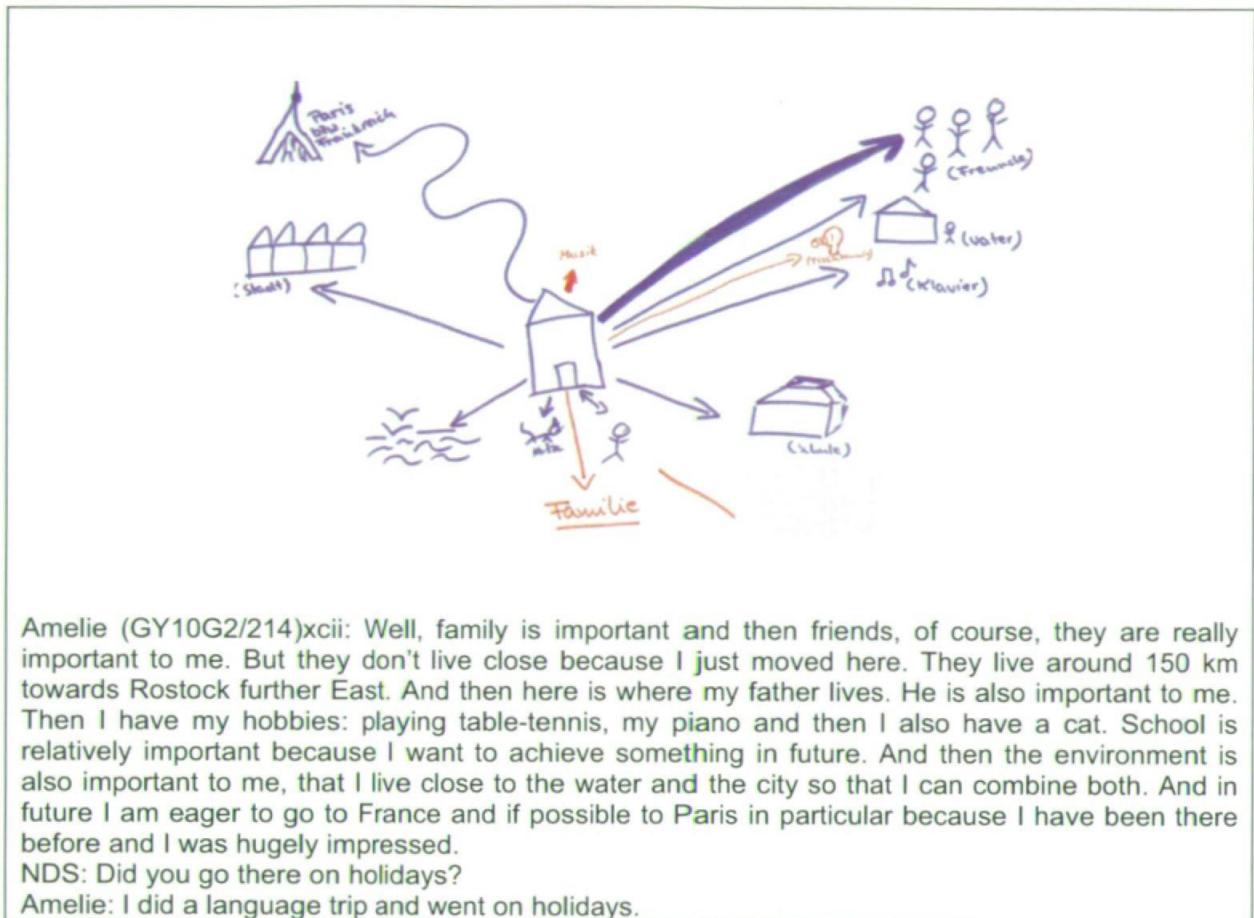 Paris
bzw
Frankreich
(Freunde)
(Vater)
Musik
(Klavier)
(Stadt)
(Schule)
Familie
Amelie (GY10G2/214)xcii: Well, family is important and then friends, of course, they are really
important to me. But they don't live close because I just moved here. They live around 150 km
towards Rostock further East. And then here is where my father lives. He is also important to me.
Then I have my hobbies: playing table-tennis, my piano and then I also have a cat. School is
relatively important because I want to achieve something in future. And then the environment is
also important to me, that I live close to the water and the city so that I can combine both. And in
future I am eager to go to France and if possible to Paris in particular because I have been there
before and I was hugely impressed.
NDS: Did you go there on holidays?
Amelie: I did a language trip and went on holidays.